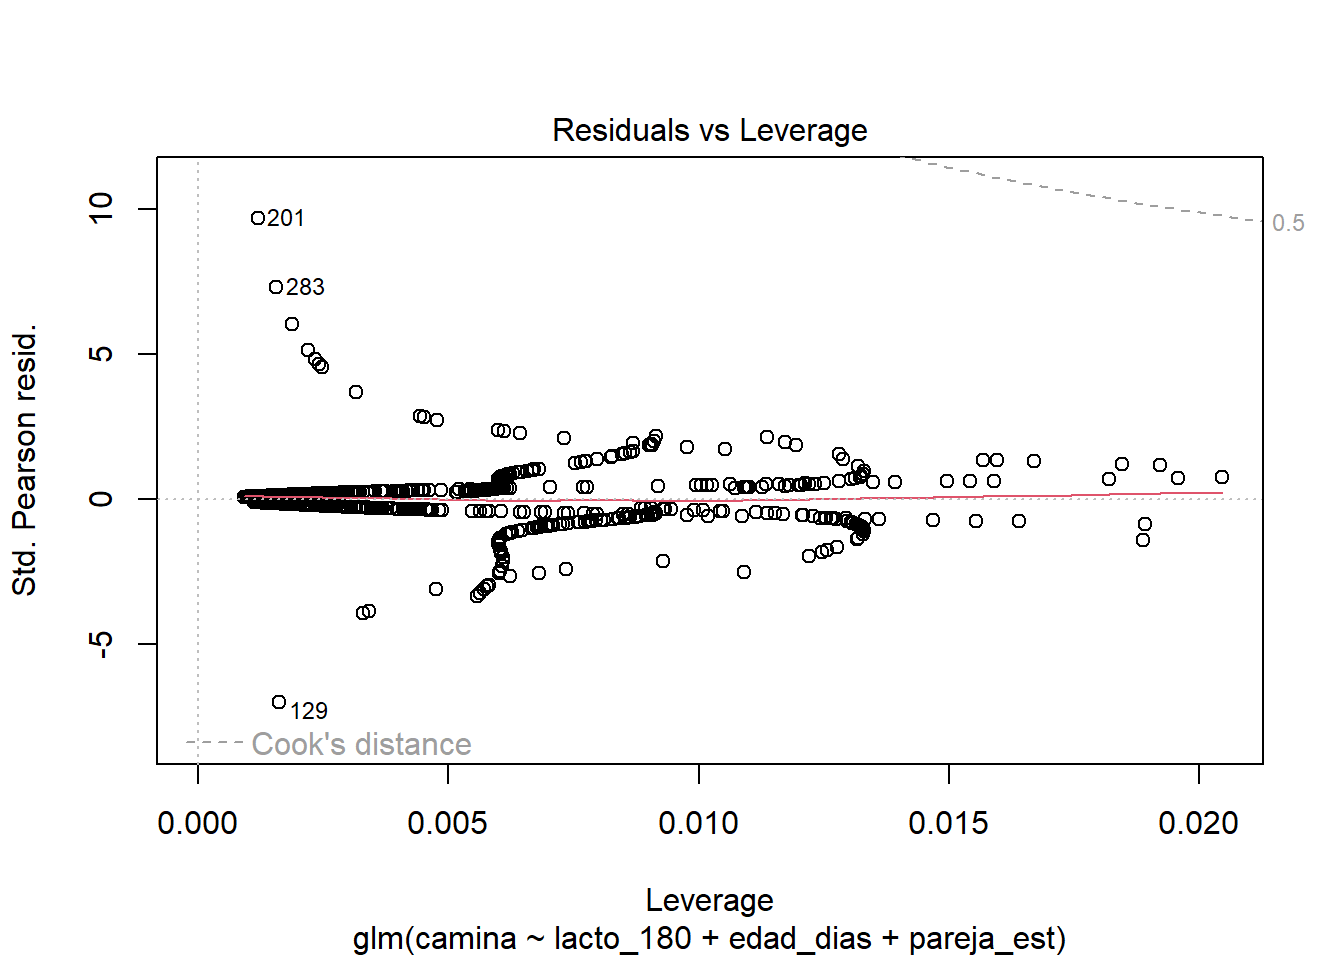 Residuals vs Leverage
Std. Pearson resid.
10
5
0
-5
201
283
129
0.5
Cook's distance
0.000 0.005 0.010 0.015 0.020
Leverage
glm(camina ~ lacto_180 + edad_dias + pareja_est)